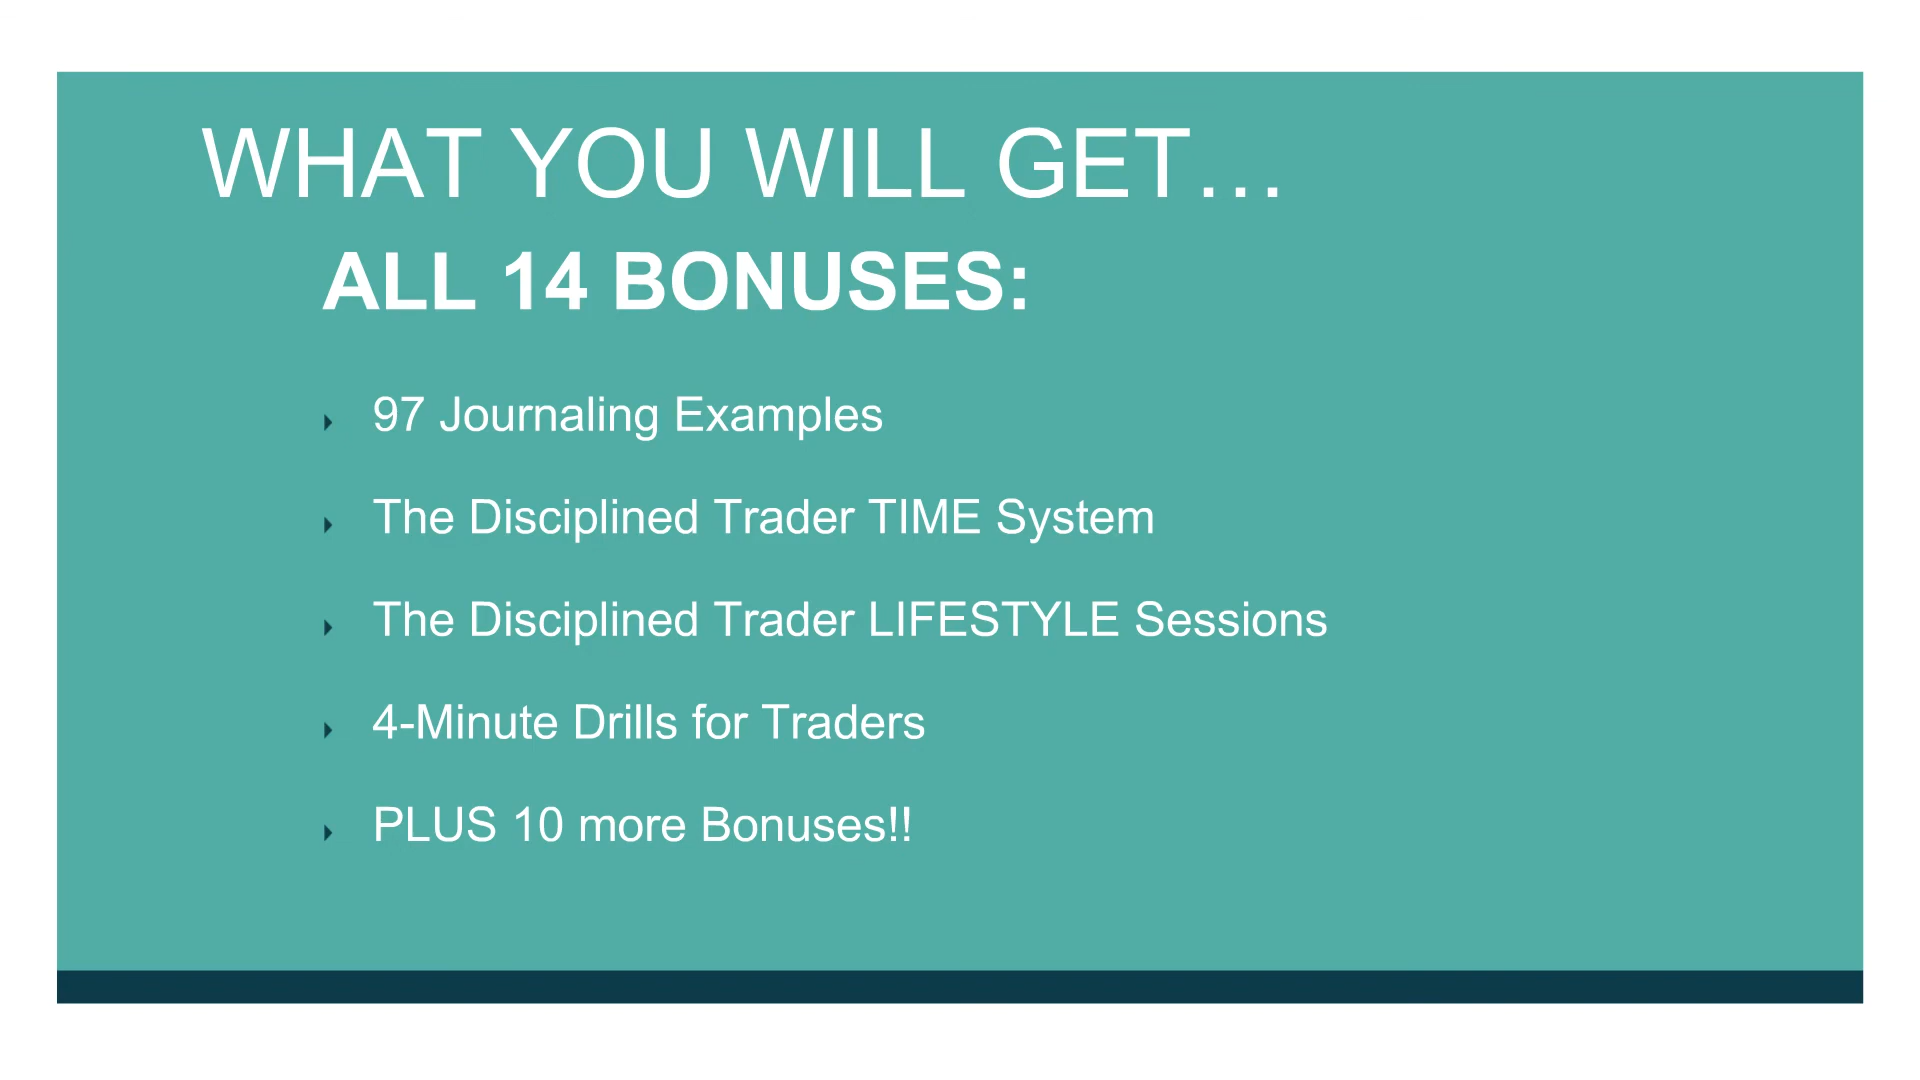 WHAT YOU WILL GET…
ALL 14 BONUSES:
97 Journaling Examples
The Disciplined Trader TIME System
The Disciplined Trader LIFESTYLE Sessions
4-Minute Drills for Traders
PLUS 10 more Bonuses!!